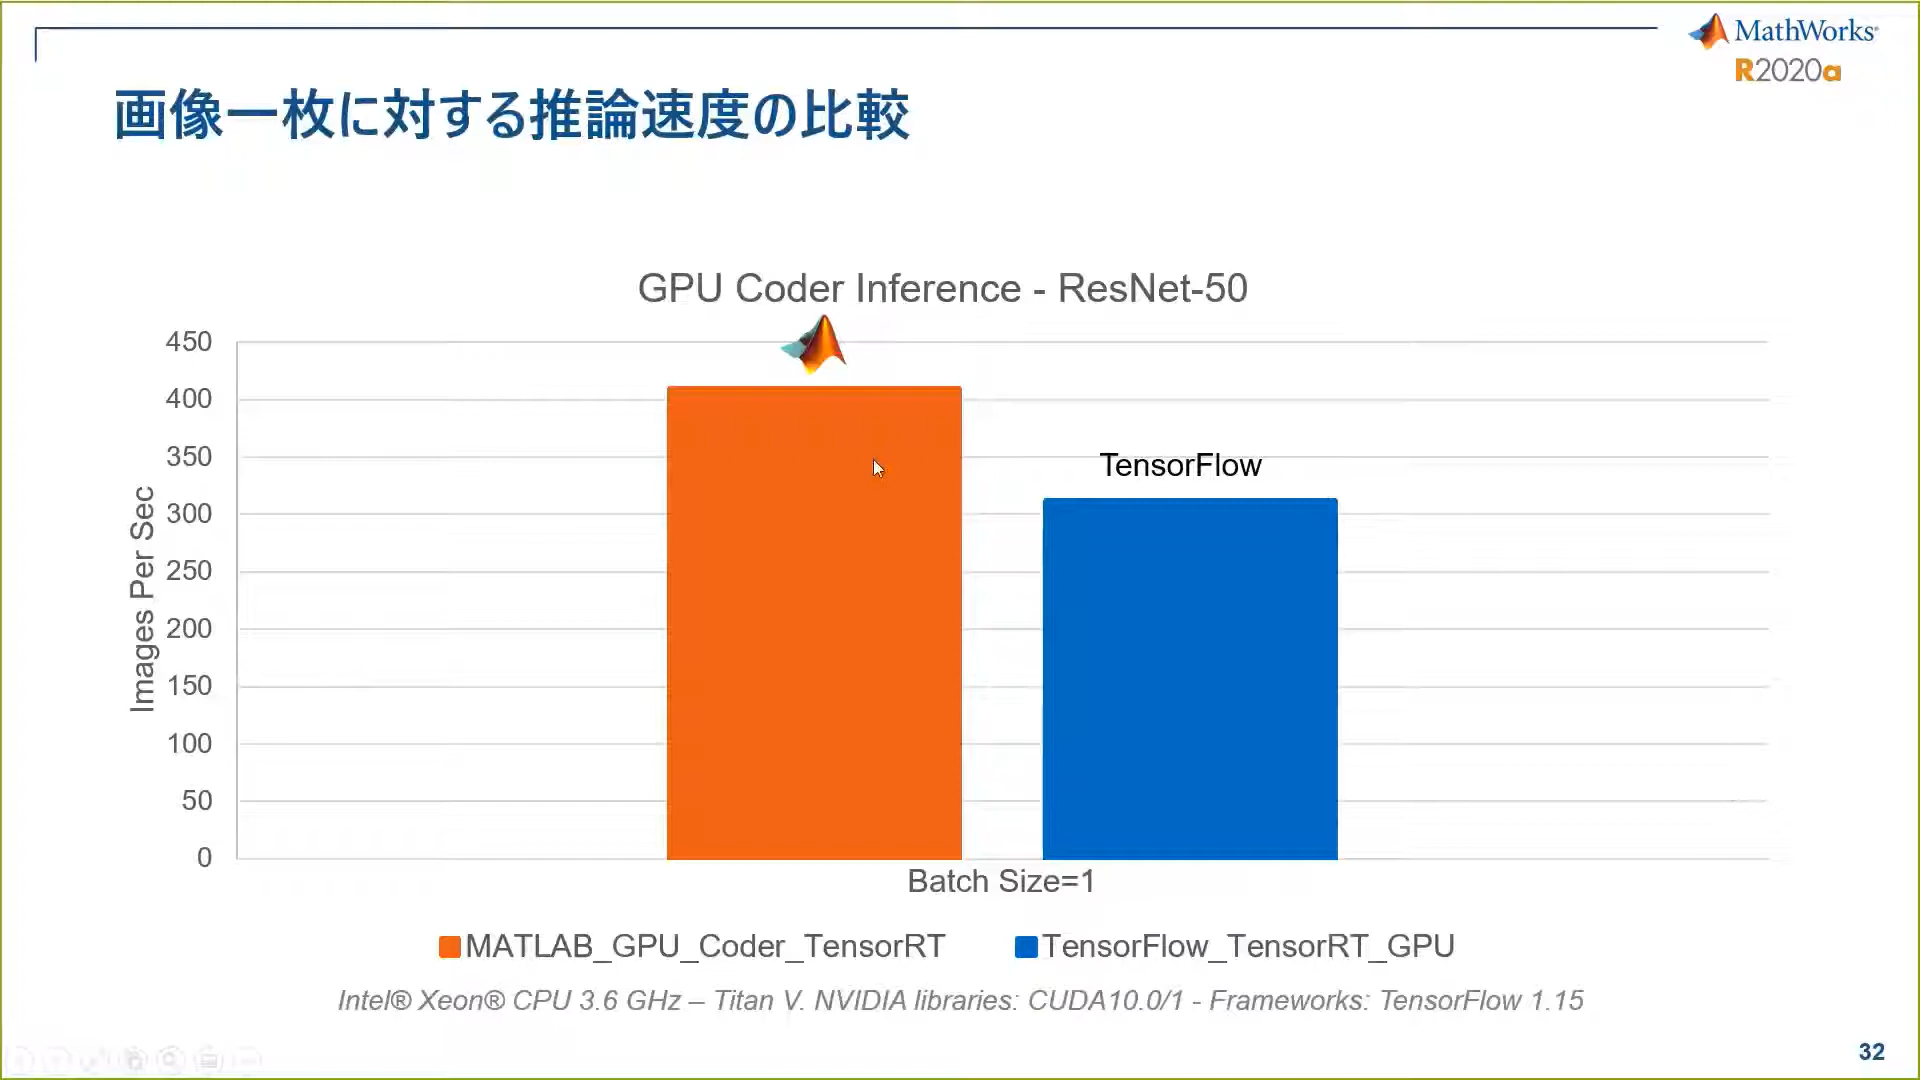 MathWorks®
R2020a
画像一枚に対する推論速度の比較
GPU Coder Inference - ResNet-50
450
400
350
300
250
200
150
100
50
0
Images Per Sec
TensorFlow
Batch Size=1
MATLAB_GPU_Coder_TensorRT
TensorFlow_TensorRT_GPU
Intel® Xeon® CPU 3.6 GHz – Titan V. NVIDIA libraries: CUDA10.0/1 - Frameworks: TensorFlow 1.15
32